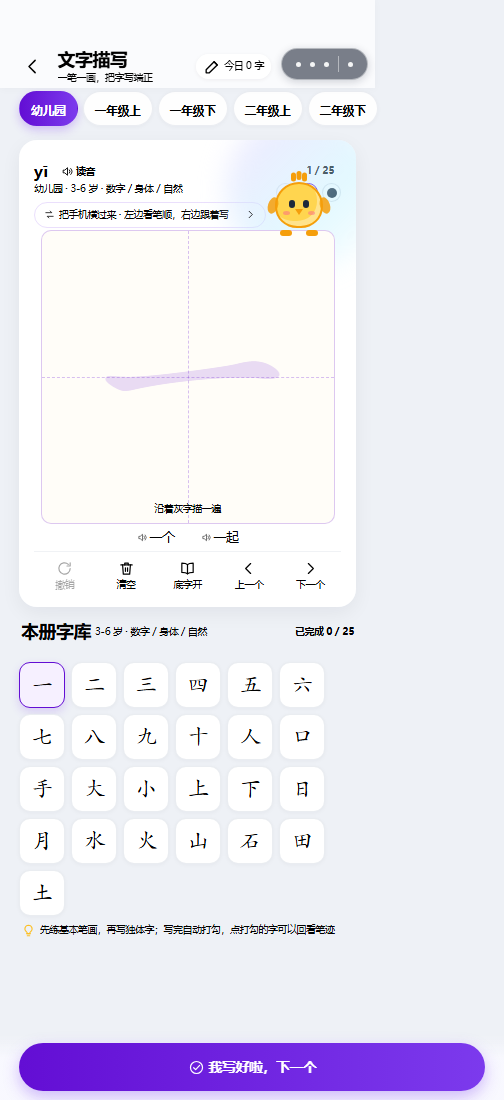 文字描写
一笔一画，把字写端正
今日 0 字
幼儿园 一年级上 一年级下 二年级上 二年级下
yī 读音
1 / 25
幼儿园 · 3-6 岁 · 数字 / 身体 / 自然
把手机横过来 · 左边看笔顺，右边跟着写
一
沿着灰字描一遍
一个 一起
撤销 清空 底字开 上一个 下一个
本册字库 3-6 岁 · 数字 / 身体 / 自然 已完成 0 / 25
一 二 三 四 五 六
七 八 九 十 人 口
手 大 小 上 下 日
月 水 火 山 石 田
土
先练基本笔画，再写独体字；写完自动打勾，点打勾的字可以回看笔迹
我写好啦，下一个